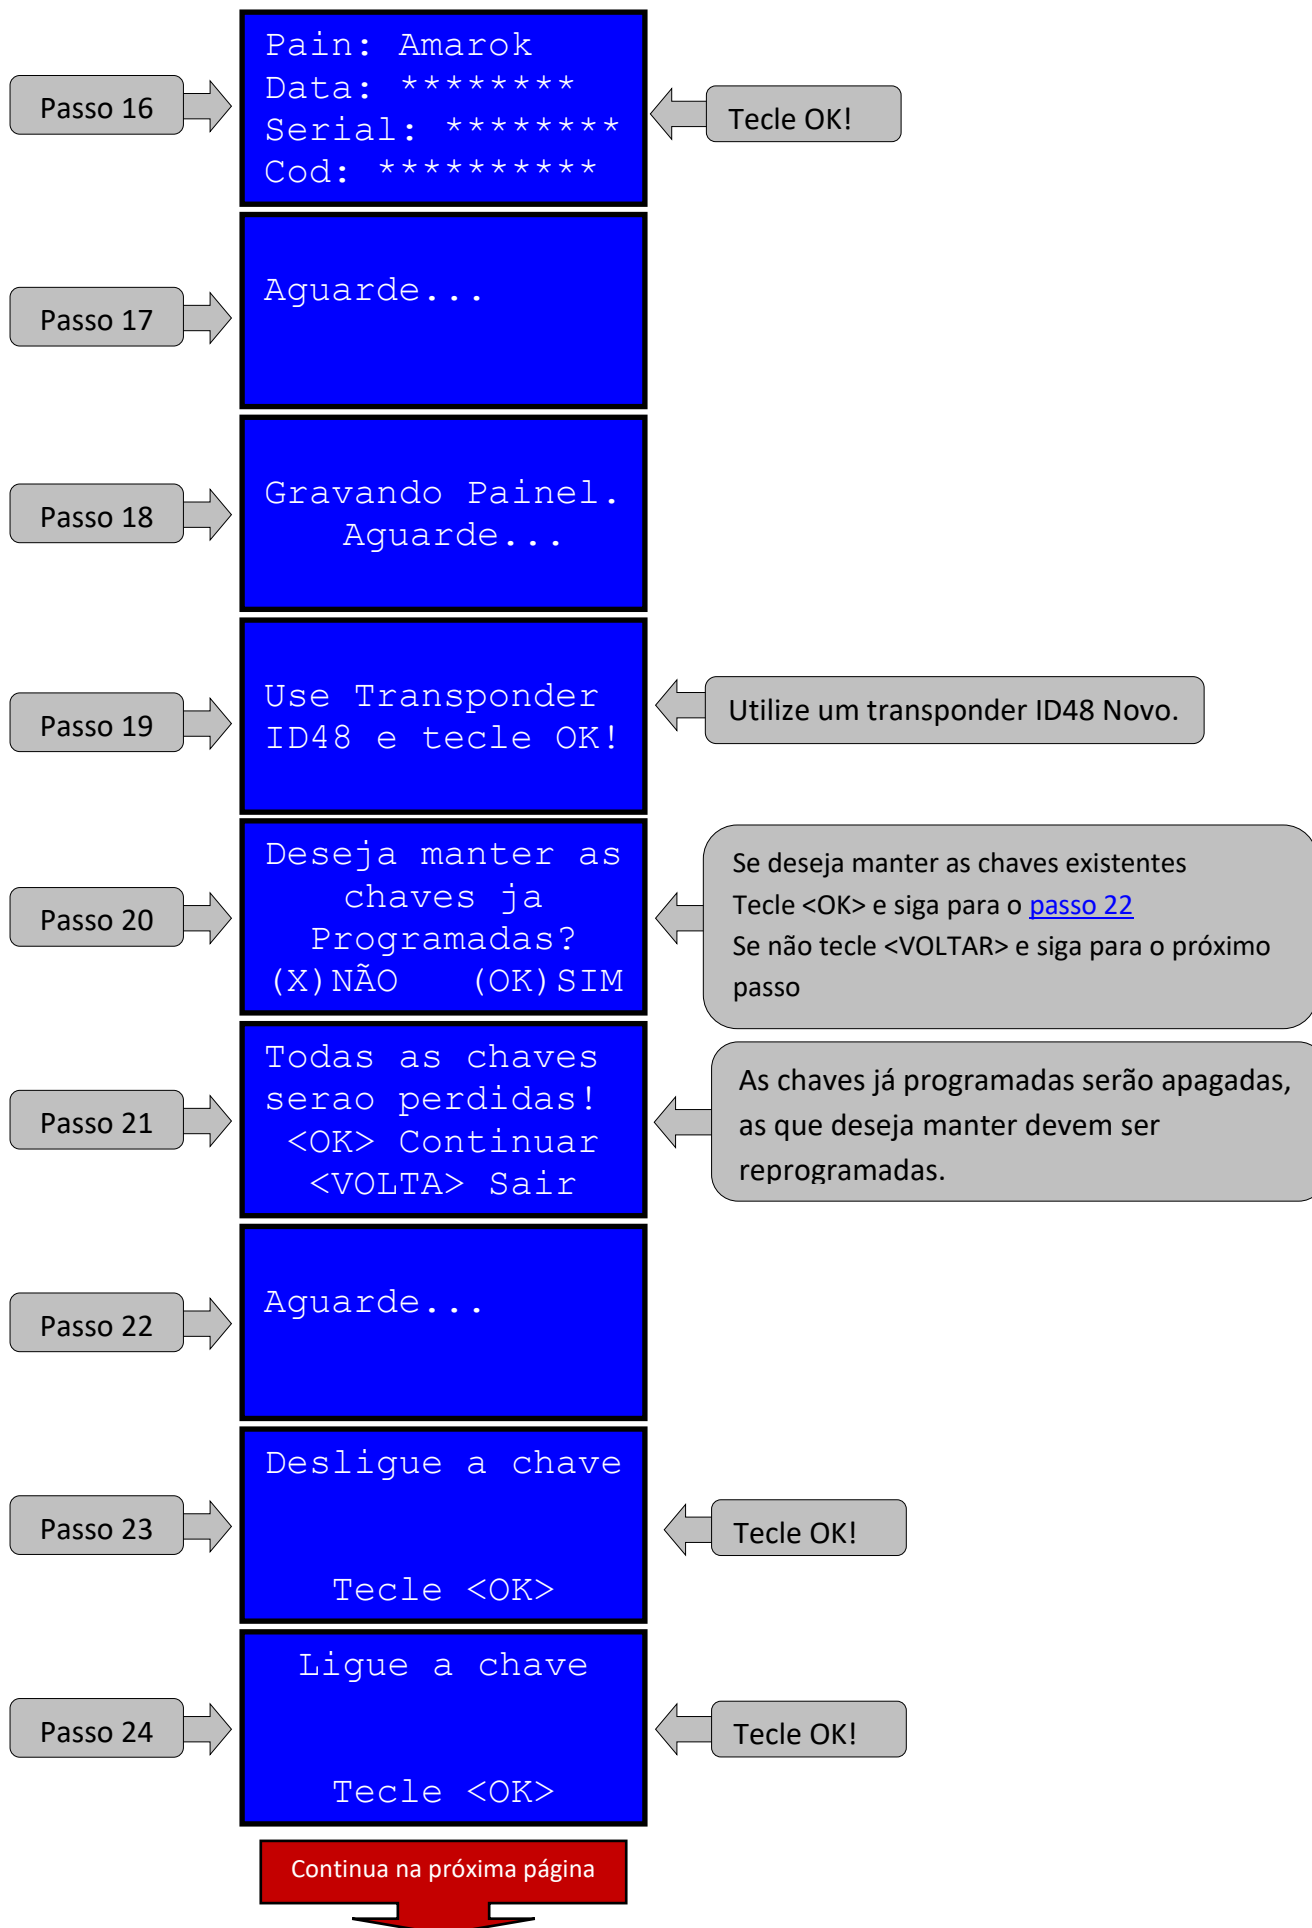 Passo 16
Pain: Amarok
Data: ********
Serial: ********
Cod: **********
Tecle OK!
Passo 17
Aguarde...
Passo 18
Gravando Painel.
Aguarde...
Passo 19
Use Transponder
ID48 e tecle OK!
Utilize um transponder ID48 Novo.
Passo 20
Deseja manter as
chaves ja
Programadas?
(X)NÃO (OK)SIM
Se deseja manter as chaves existentes
Tecle <OK> e siga para o passo 22
Se não tecle <VOLTAR> e siga para o próximo
passo
Passo 21
Todas as chaves
serao perdidas!
<OK> Continuar
<VOLTA> Sair
As chaves já programadas serão apagadas,
as que deseja manter devem ser
reprogramadas.
Passo 22
Aguarde...
Passo 23
Desligue a chave
Tecle <OK>
Tecle OK!
Passo 24
Ligue a chave
Tecle <OK>
Tecle OK!
Continua na próxima página